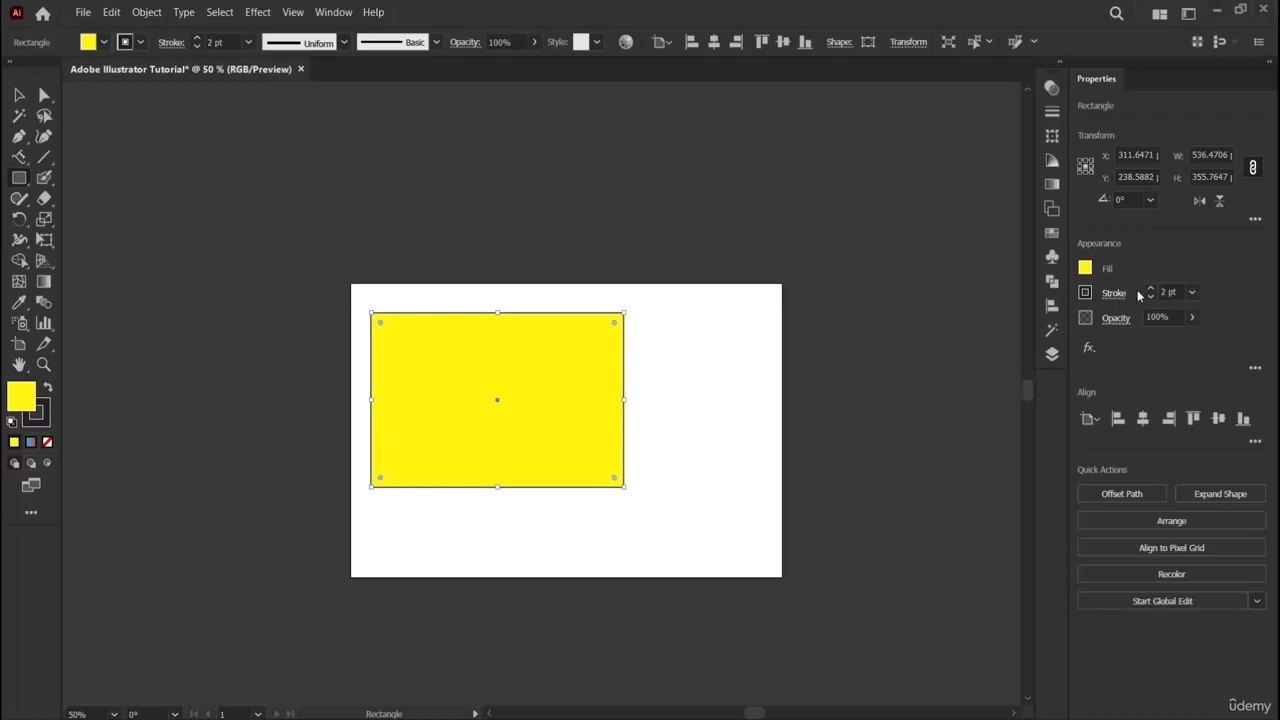 Ai File Edit Object Type Select Effect View Window Help
Rectangle Stroke: 2 pt Uniform Basic Opacity: 100% Style: Shape: Transform
Adobe Illustrator Tutorial* @ 50 % (RGB/Preview) ×
Properties
Rectangle
Transform
X: 311.6471 p W: 536.4706 p
Y: 238.5882 p H: 355.7647 p
0°
Appearance
Fill
Stroke 2 pt
Opacity 100%
fx.
Align
Quick Actions
Offset Path Expand Shape
Arrange
Align to Pixel Grid
Recolor
Start Global Edit
50% 0° 1 Rectangle
udemy